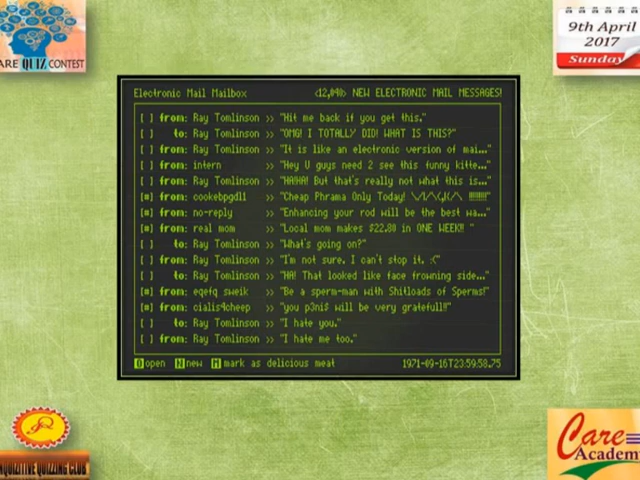 ARE QUIZ CONTEST
9th April
2017
Sunday
Electronic Mail Mailbox
NEW ELECTRONIC MAIL MESSAGES!
[ ] from: Ray Tomlinson >> "Hit me back if you get this."
[ ] to: Ray Tomlinson >> "OMG! I TOTALLY DID! WHAT IS THIS?"
[ ] from: Ray Tomlinson >> "It is like an electronic version of mai..."
[ ] from: intern >> "Hey U guys need 2 see this funny kitte..."
[ ] from: Ray Tomlinson >> "HA!HA! But that's really not what this is..."
[■] from: cookebpgdl1 >> "Cheap Phrama Only Today!
[■] from: no-reply >> "Enhancing your rod will be the best wa..."
[■] from: real mom >> "Local mom makes $22.80 in ONE WEEK!! "
[ ] to: Ray Tomlinson >> "What's going on?"
[ ] from: Ray Tomlinson >> "I'm not sure. I can't stop it. :("
[ ] to: Ray Tomlinson >> "HA! That looked like face frowning side..."
[■] from: eqefq sweik >> "Be a sperm-man with Shitloads of Sperms!"
[■] from: cialis4cheep >> "you p3ni$ will be very gratefull!"
[ ] to: Ray Tomlinson >> "I hate you."
[ ] from: Ray Tomlinson >> "I hate me too."
O open N new M mark as delicious meat 1971-09-16T23:59:58.75
NQUIZITIVE QUIZZING CLUB
Care
Academy